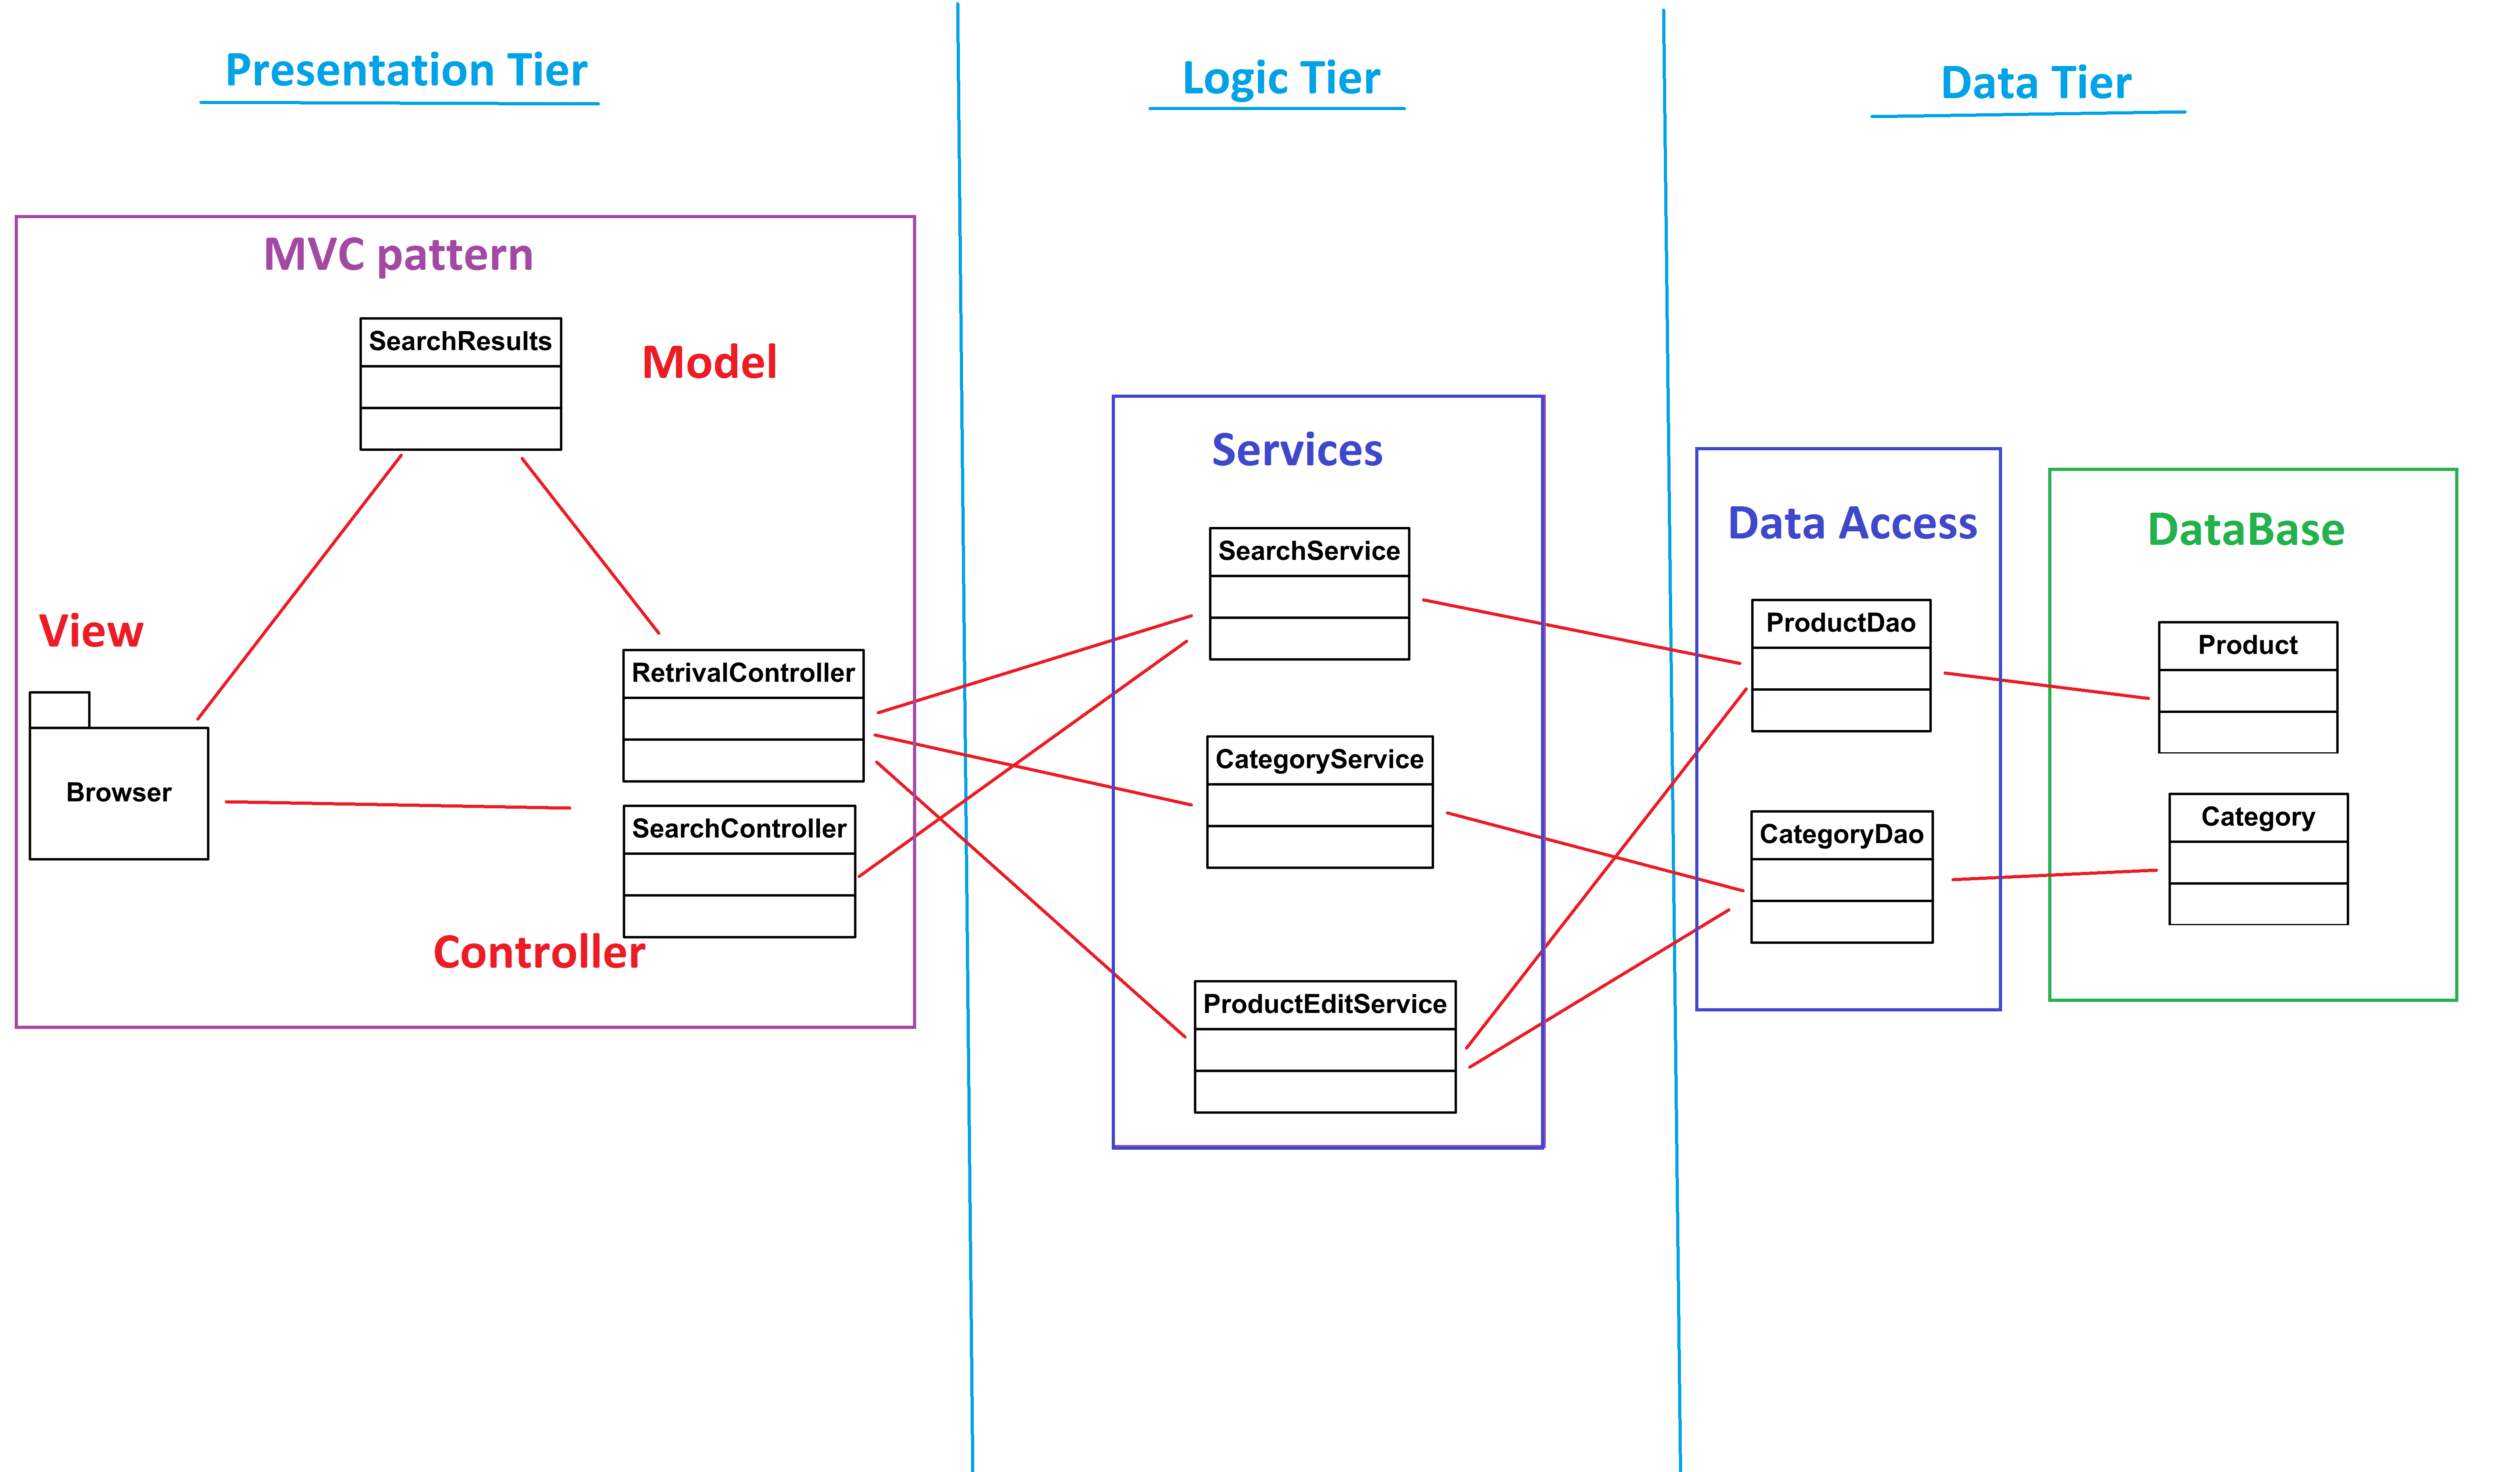 Presentation Tier
Logic Tier
Data Tier
MVC pattern
SearchResults
Model
View
Browser
RetrivalController
SearchController
Controller
Services
SearchService
CategoryService
ProductEditService
Data Access
ProductDao
CategoryDao
DataBase
Product
Category